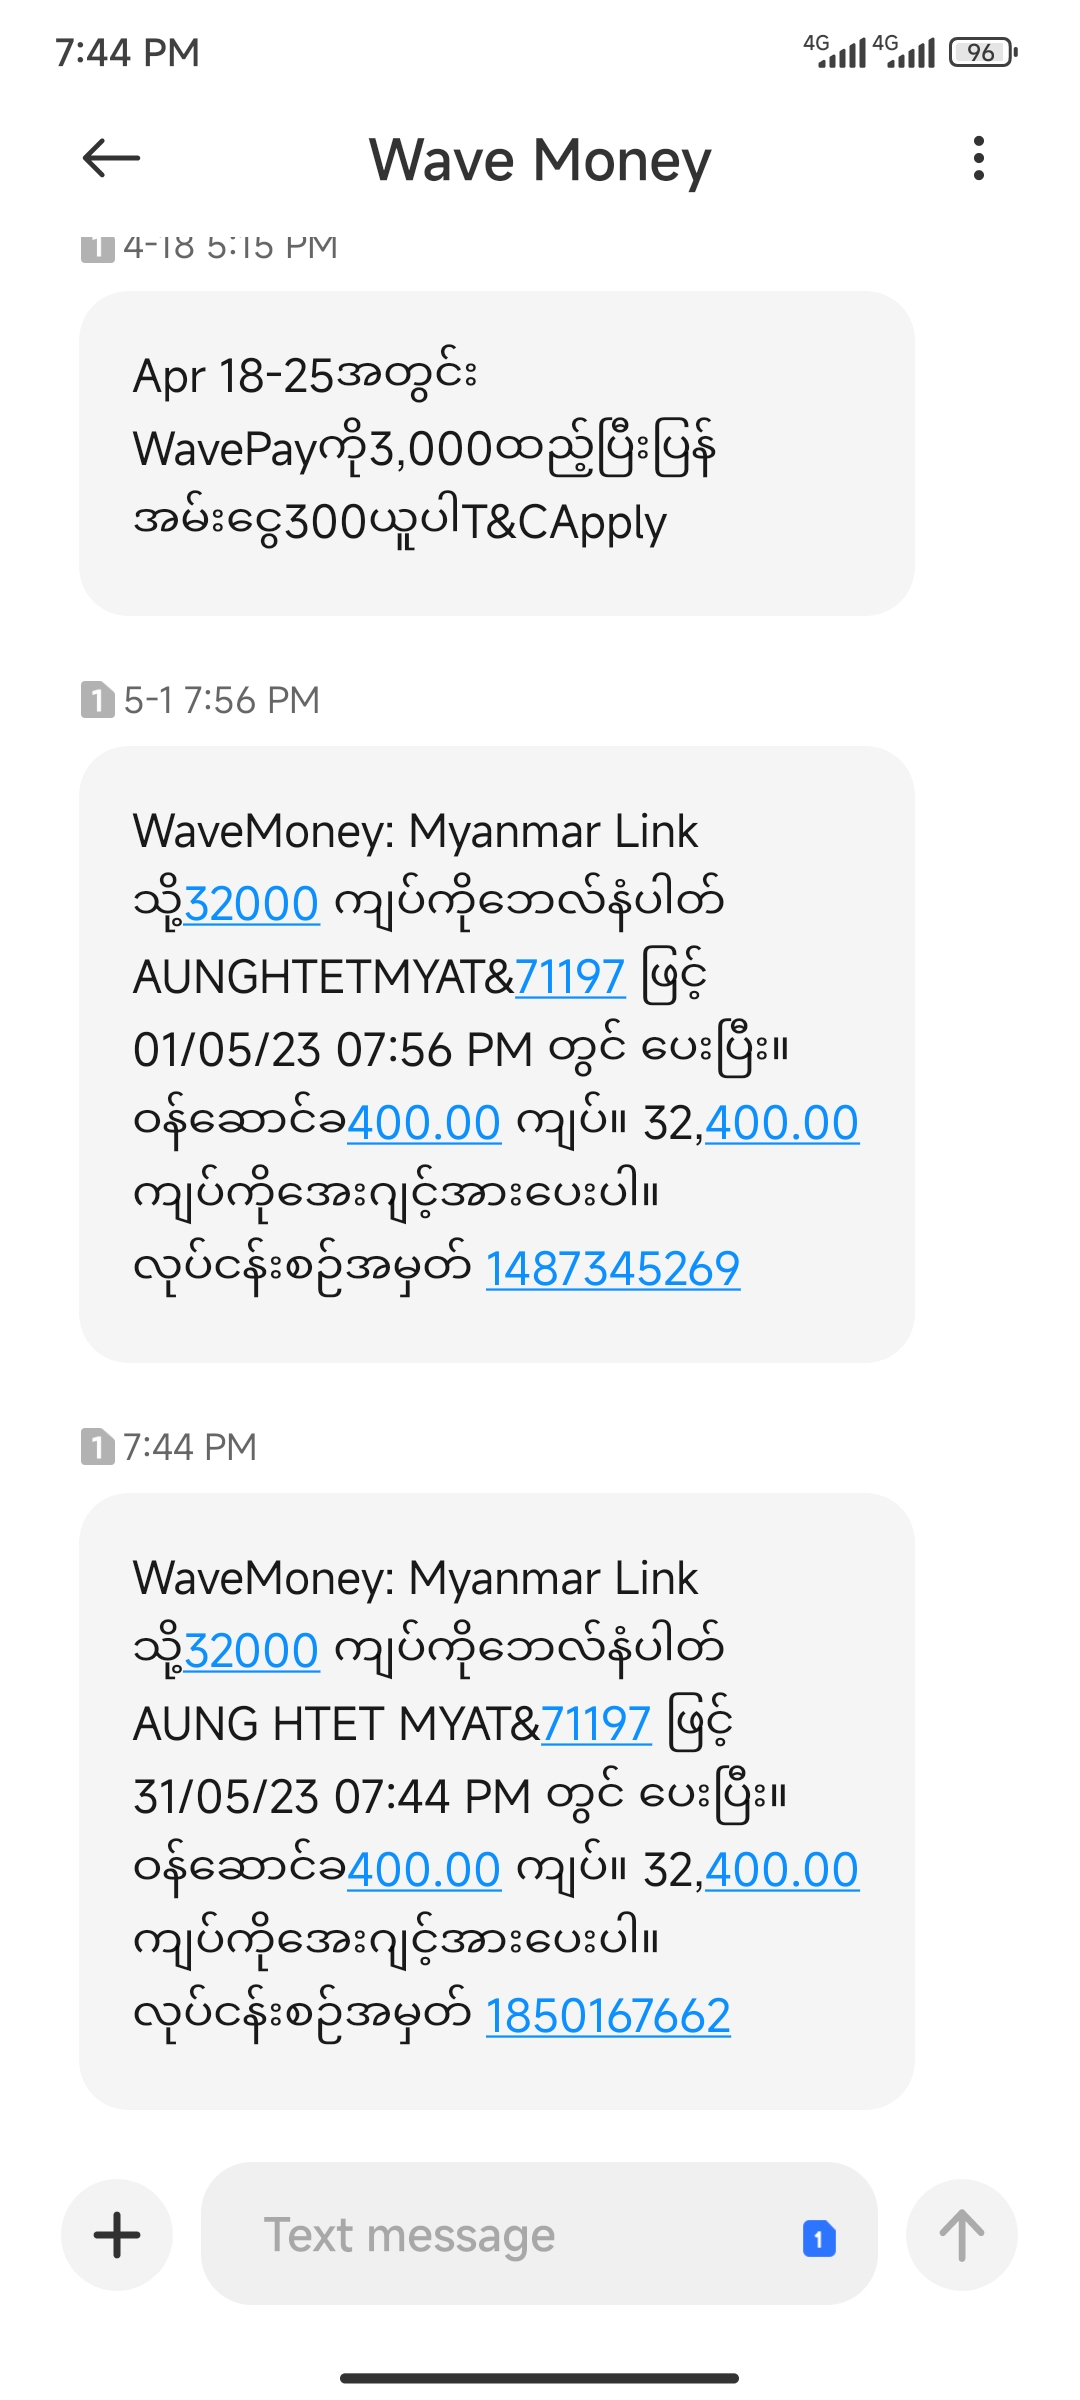 7:44 PM
4G 4G 96
Wave Money
1 4-18 5:15 PM
Apr 18-25အတွင်း
WavePayကို3,000ထည့်ပြီးပြန်
အမ်းငွေ300ယူပါT&CApply
1 5-1 7:56 PM
WaveMoney: Myanmar Link
သို့32000 ကျပ်ကိုဘေလ်နံပါတ်
AUNGHTETMYAT&71197 ဖြင့်
01/05/23 07:56 PM တွင် ပေးပြီး။
ဝန်ဆောင်ခ400.00 ကျပ်။ 32,400.00
ကျပ်ကိုအေးဂျင့်အားပေးပါ။
လုပ်ငန်းစဉ်အမှတ် 1487345269
1 7:44 PM
WaveMoney: Myanmar Link
သို့32000 ကျပ်ကိုဘေလ်နံပါတ်
AUNG HTET MYAT&71197 ဖြင့်
31/05/23 07:44 PM တွင် ပေးပြီး။
ဝန်ဆောင်ခ400.00 ကျပ်။ 32,400.00
ကျပ်ကိုအေးဂျင့်အားပေးပါ။
လုပ်ငန်းစဉ်အမှတ် 1850167662
Text message 1